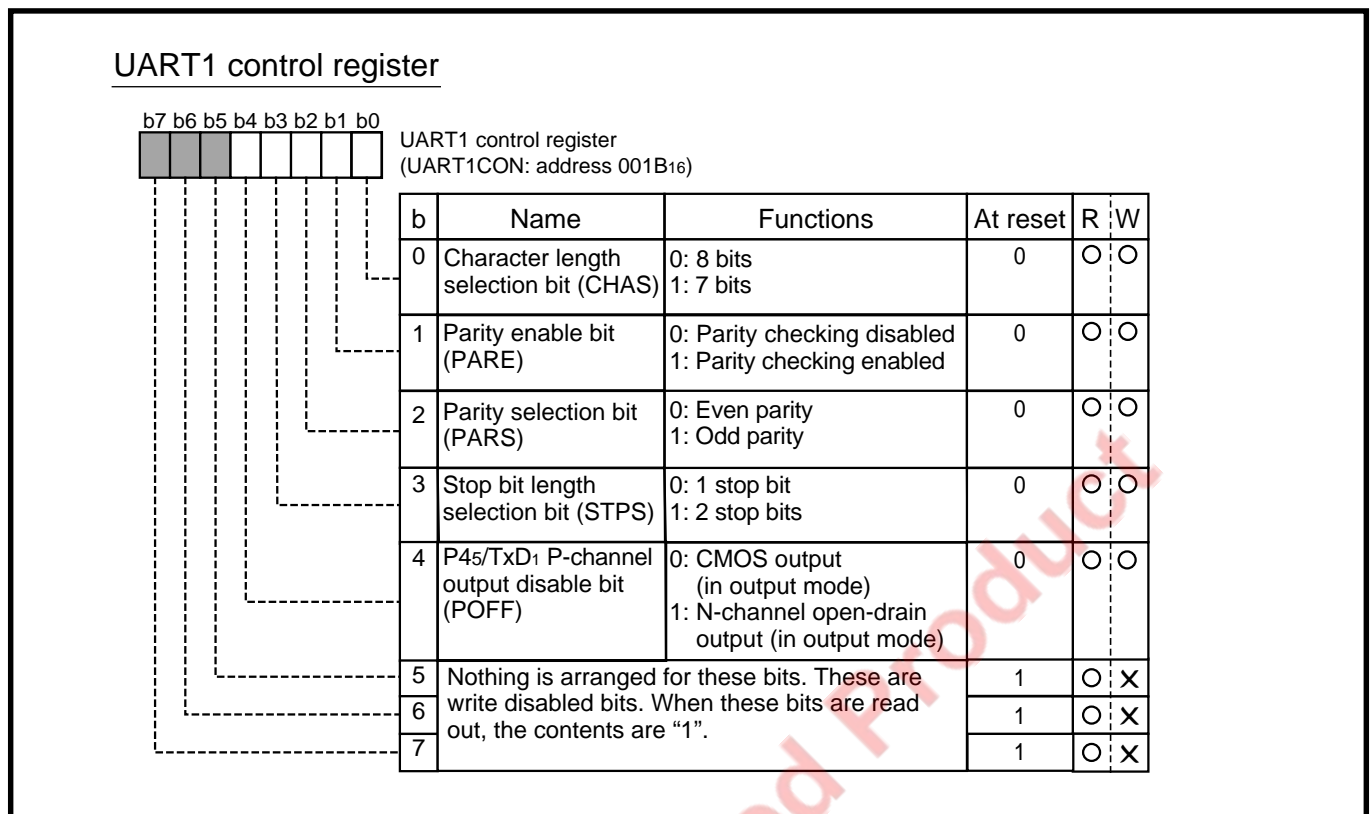 UART1 control register
b7 b6 b5 b4 b3 b2 b1 b0
UART1 control register
(UART1CON: address 001B16)
b Name Functions At reset R W
0 Character length selection bit (CHAS) 0: 8 bits 1: 7 bits 0 O O
1 Parity enable bit (PARE) 0: Parity checking disabled 1: Parity checking enabled 0 O O
2 Parity selection bit (PARS) 0: Even parity 1: Odd parity 0 O O
3 Stop bit length selection bit (STPS) 0: 1 stop bit 1: 2 stop bits 0 O O
4 P45/TxD1 P-channel output disable bit (POFF) 0: CMOS output (in output mode) 1: N-channel open-drain output (in output mode) 0 O O
5 Nothing is arranged for these bits. These are 1 O X
6 write disabled bits. When these bits are read 1 O X
7 out, the contents are “1”. 1 O X
ed Product